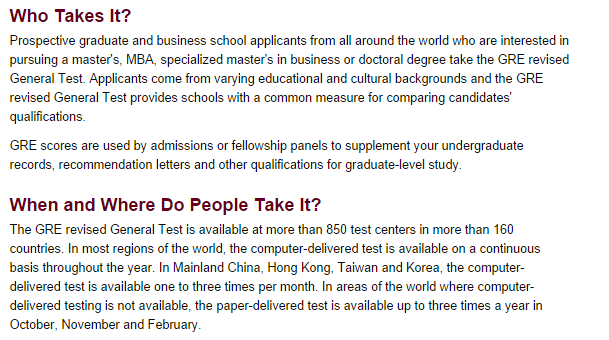 Who Takes It?
Prospective graduate and business school applicants from all around the world who are interested in
pursuing a master's, MBA, specialized master's in business or doctoral degree take the GRE revised
General Test. Applicants come from varying educational and cultural backgrounds and the GRE
revised General Test provides schools with a common measure for comparing candidates'
qualifications.
GRE scores are used by admissions or fellowship panels to supplement your undergraduate
records, recommendation letters and other qualifications for graduate-level study.
When and Where Do People Take It?
The GRE revised General Test is available at more than 850 test centers in more than 160
countries. In most regions of the world, the computer-delivered test is available on a continuous
basis throughout the year. In Mainland China, Hong Kong, Taiwan and Korea, the computer-
delivered test is available one to three times per month. In areas of the world where computer-
delivered testing is not available, the paper-delivered test is available up to three times a year in
October, November and February.